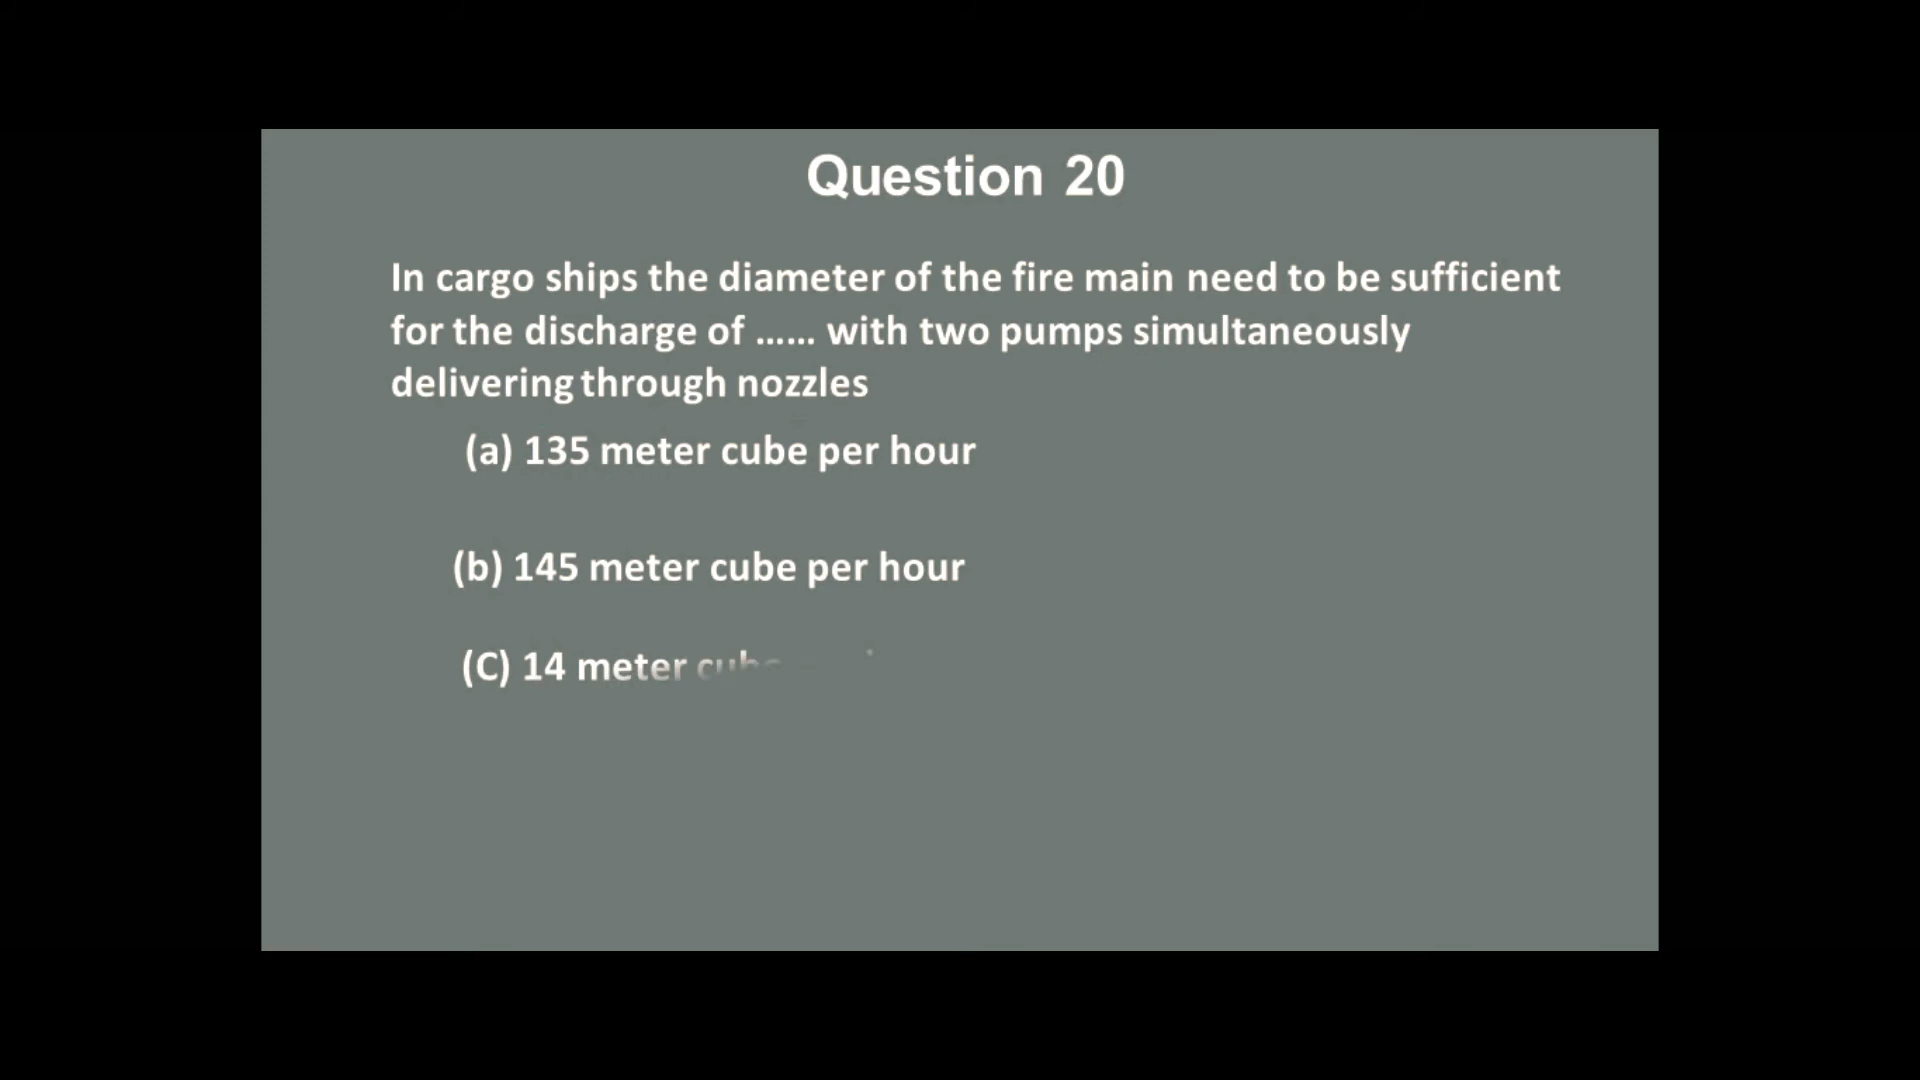 Question 20
In cargo ships the diameter of the fire main need to be sufficient
for the discharge of ...... with two pumps simultaneously
delivering through nozzles
(a) 135 meter cube per hour
(b) 145 meter cube per hour
(C) 14 meter